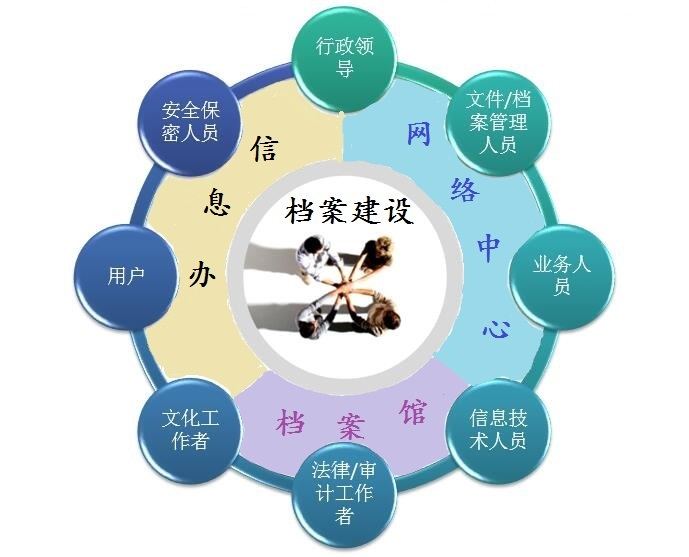 行政领
导
文件/档
案管理
人员
业务人
员
信息技
术人员
法律/审
计工作
者
文化工
作者
用户
安全保
密人员
信息办
网络中心
档案馆
档案建设